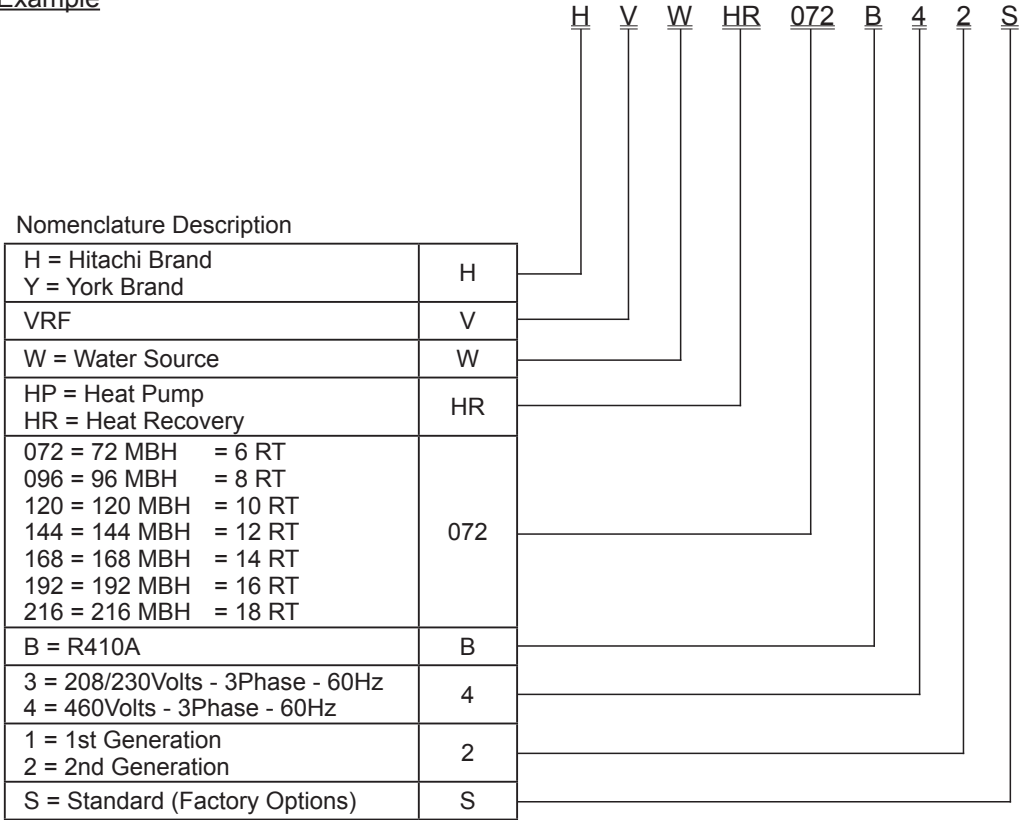 Example
H V W HR 072 B 4 2 S
Nomenclature Description
H = Hitachi Brand
Y = York Brand
H
VRF
V
W = Water Source
W
HP = Heat Pump
HR = Heat Recovery
HR
072 = 72 MBH = 6 RT
096 = 96 MBH = 8 RT
120 = 120 MBH = 10 RT
144 = 144 MBH = 12 RT
168 = 168 MBH = 14 RT
192 = 192 MBH = 16 RT
216 = 216 MBH = 18 RT
072
B = R410A
B
3 = 208/230Volts - 3Phase - 60Hz
4 = 460Volts - 3Phase - 60Hz
4
1 = 1st Generation
2 = 2nd Generation
2
S = Standard (Factory Options)
S